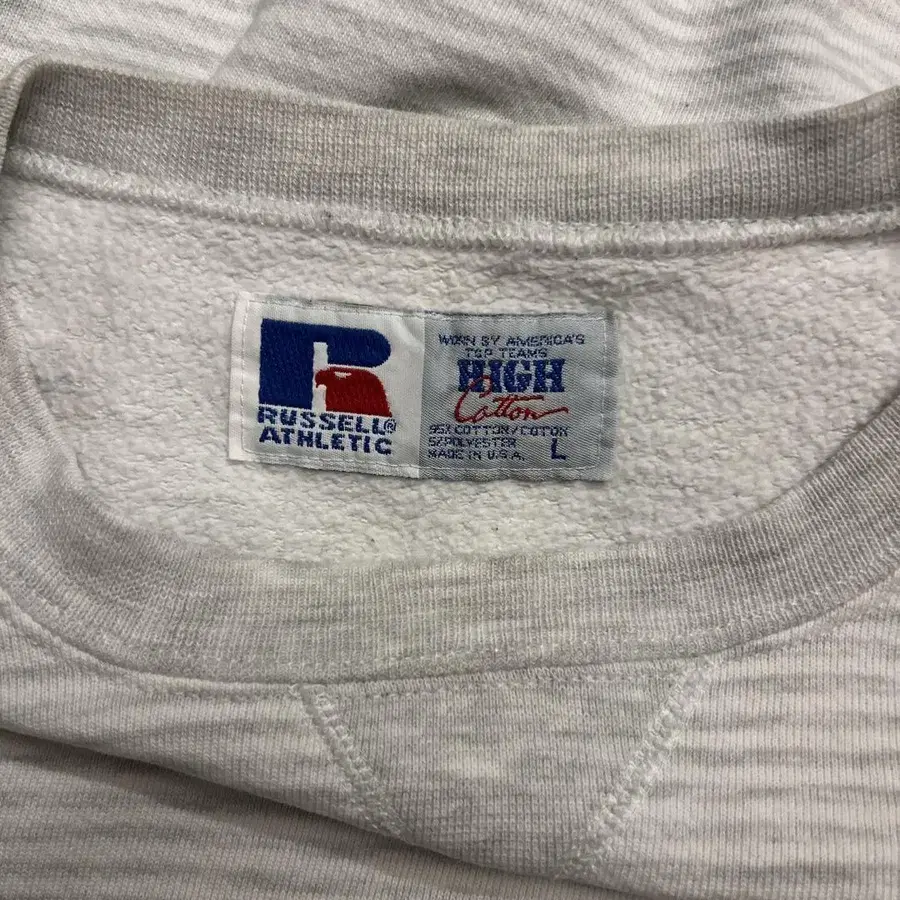 RUSSELL®
ATHLETIC
WORN BY AMERICA'S
TOP TEAMS
HIGH
Cotton
95% COTTON/COTON
5% POLYESTER
MADE IN U.S.A.
L